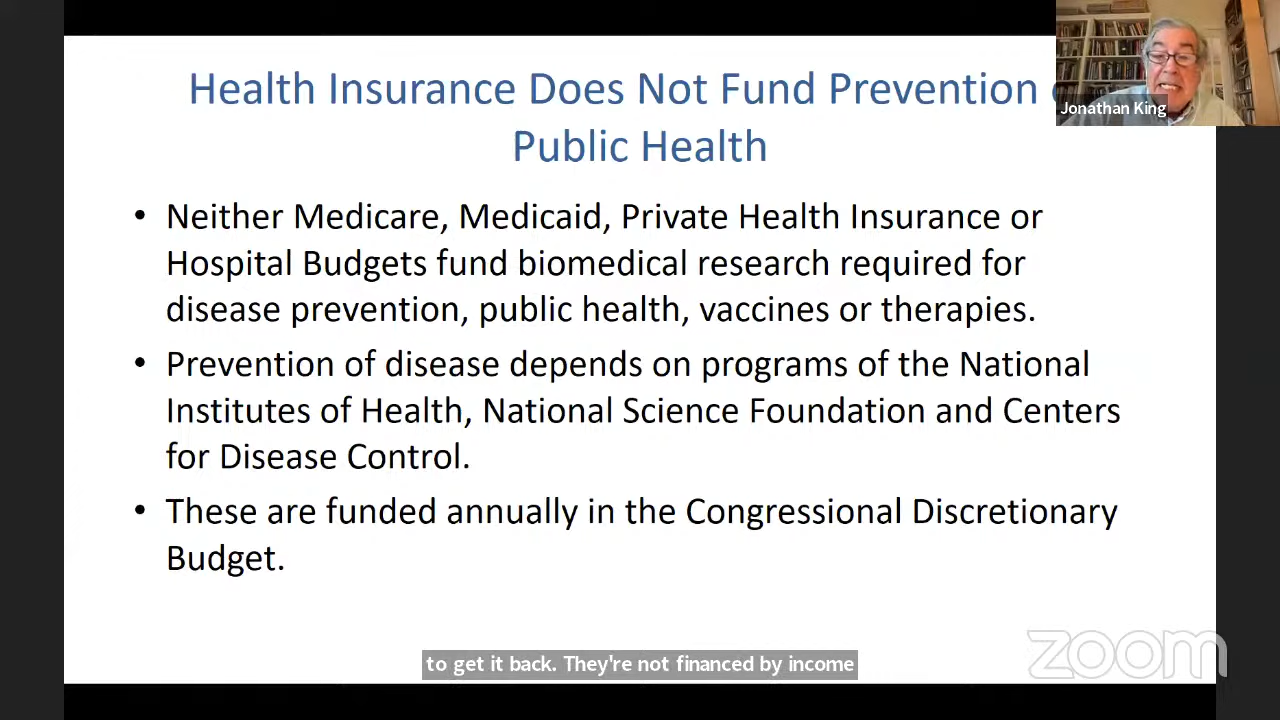 Health Insurance Does Not Fund Prevention
Public Health
Jonathan King
• Neither Medicare, Medicaid, Private Health Insurance or
Hospital Budgets fund biomedical research required for
disease prevention, public health, vaccines or therapies.
• Prevention of disease depends on programs of the National
Institutes of Health, National Science Foundation and Centers
for Disease Control.
• These are funded annually in the Congressional Discretionary
Budget.
to get it back. They're not financed by income
zoom